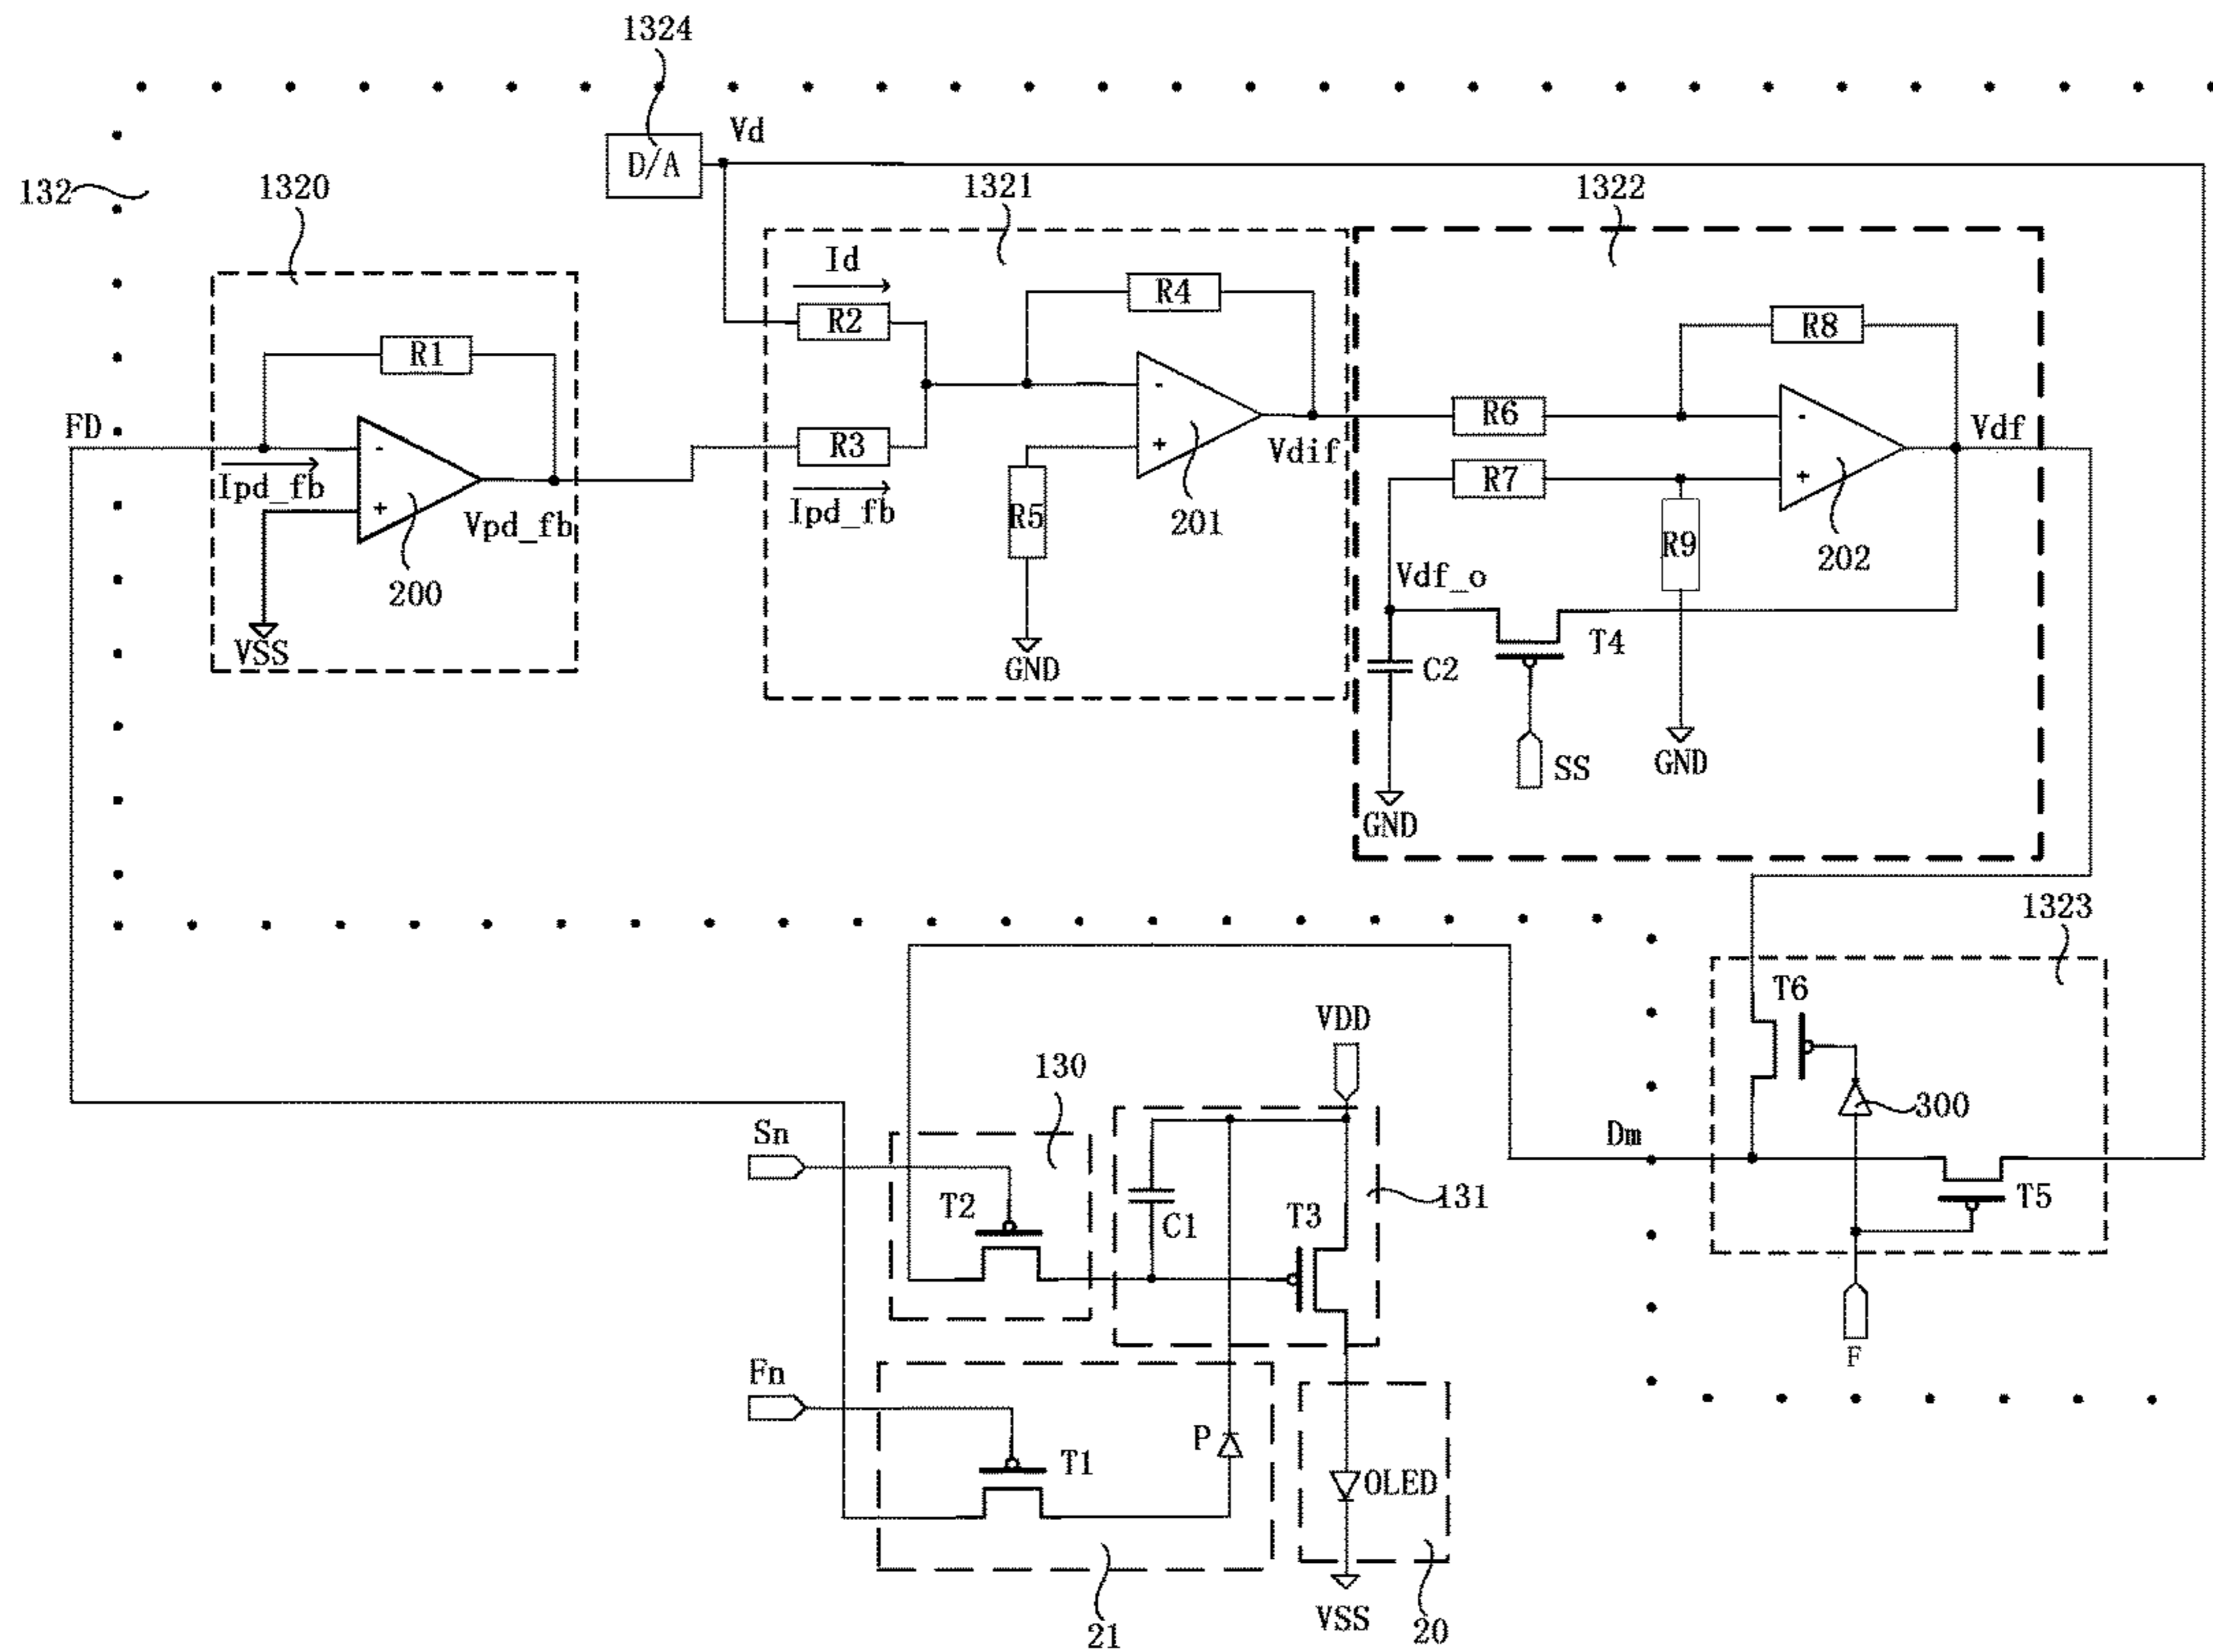 1324
Vd
D/A
132
1320
1321
1322
Id
R4
R2
R8
R1
FD
R3
R6
Vdf
Vdif
Ipd_fb
Vpd_fb
Ipd_fb
R5
201
R7
R9
202
200
Vdf_o
VSS
GND
C2
T4
SS
GND
GND
1323
T6
VDD
130
300
Sn
Dm
T2
C1
T3
131
T5
F
Fn
P
T1
OLED
VSS
21
20